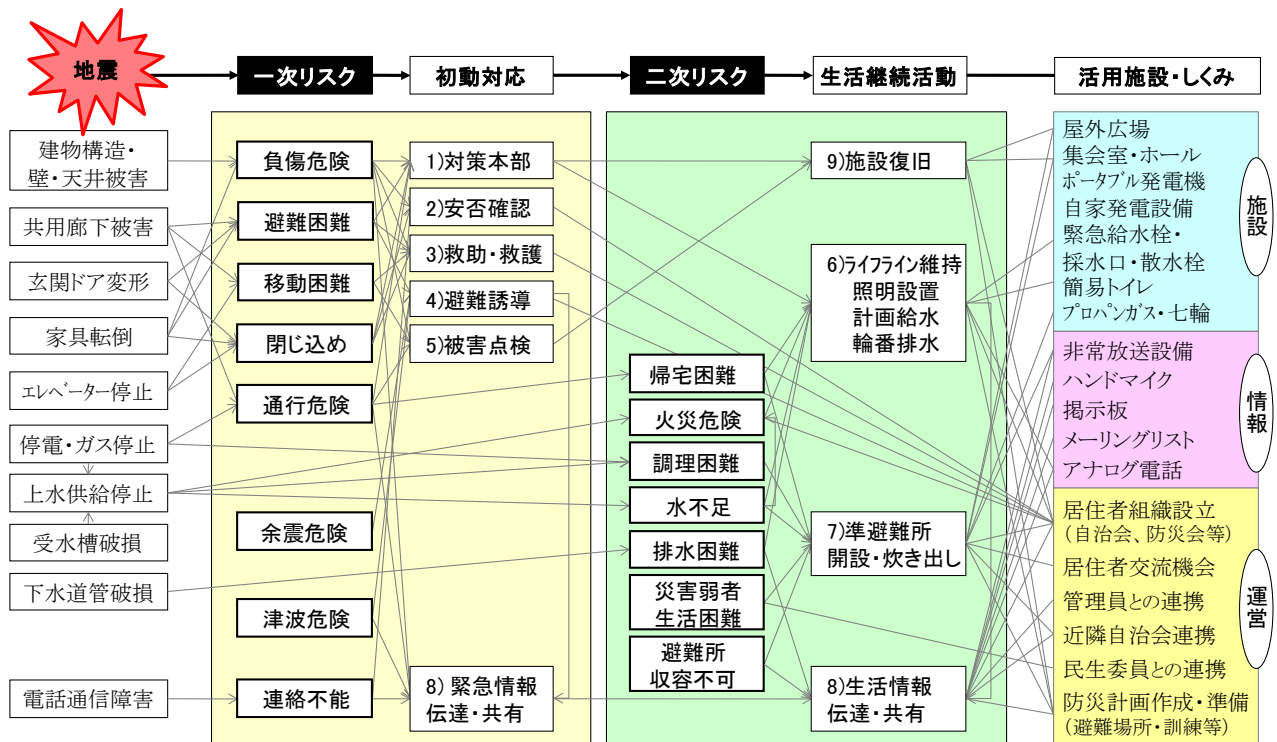 地震
一次リスク
初動対応
二次リスク
生活継続活動
活用施設・しくみ
建物構造・
壁・天井被害
共用廊下被害
玄関ドア変形
家具転倒
エレベーター停止
停電・ガス停止
上水供給停止
受水槽破損
下水道管破損
電話通信障害
負傷危険
避難困難
移動困難
閉じ込め
通行危険
余震危険
津波危険
連絡不能
1)対策本部
2)安否確認
3)救助・救護
4)避難誘導
5)被害点検
8)緊急情報
伝達・共有
帰宅困難
火災危険
調理困難
水不足
排水困難
災害弱者
生活困難
避難所
収容不可
9)施設復旧
6)ライフライン維持
照明設置
計画給水
輪番排水
7)準避難所
開設・炊き出し
8)生活情報
伝達・共有
屋外広場
集会室・ホール
ポータブル発電機
自家発電設備
緊急給水栓・
採水口・散水栓
簡易トイレ
プロパンガス・七輪
施設
非常放送設備
ハンドマイク
掲示板
メーリングリスト
アナログ電話
情報
居住者組織設立
(自治会、防災会等)
居住者交流機会
管理員との連携
近隣自治会連携
民生委員との連携
防災計画作成・準備
(避難場所・訓練等)
運営